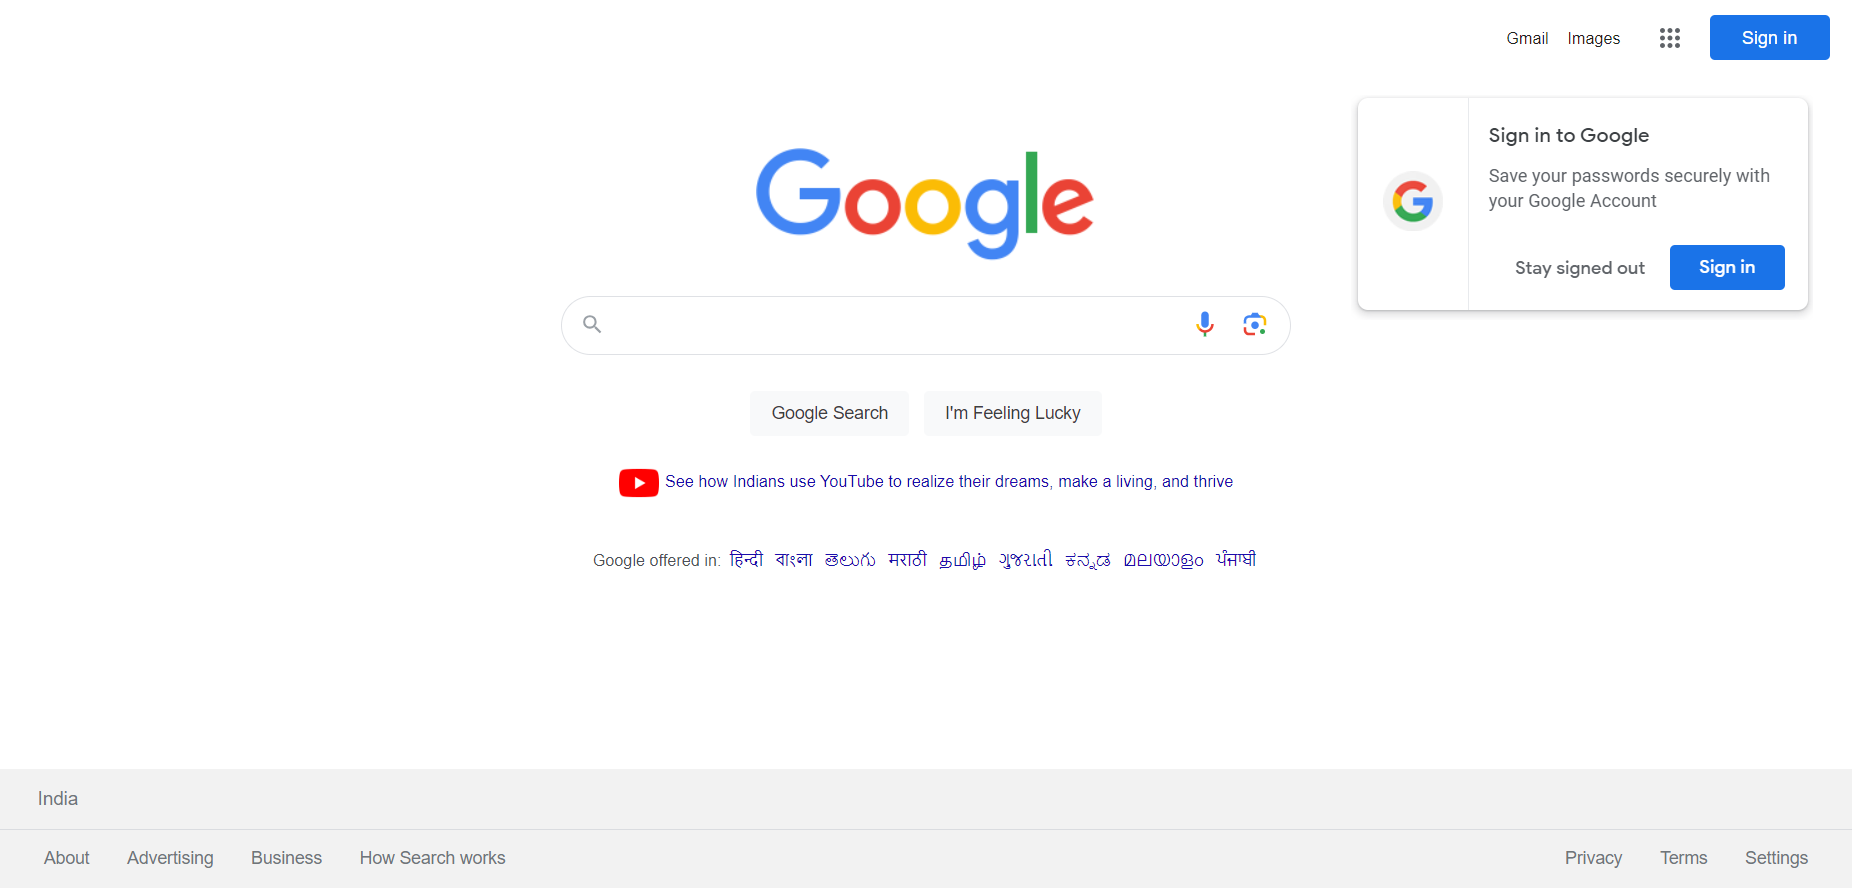 Gmail Images Sign in
Google
Sign in to Google
Save your passwords securely with
your Google Account
Stay signed out Sign in
Google Search I'm Feeling Lucky
See how Indians use YouTube to realize their dreams, make a living, and thrive
Google offered in: हिन्दी বাংলা తెలుగు मराठी தமிழ் ગુજરાતી ಕನ್ನಡ മലയാളം ਪੰਜਾਬੀ
India
About Advertising Business How Search works Privacy Terms Settings